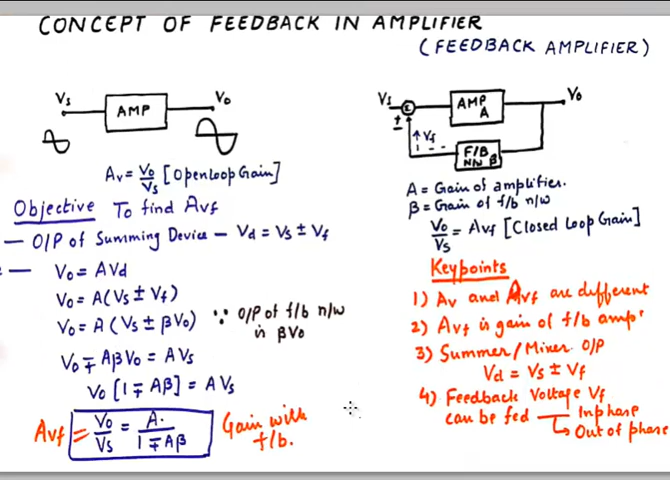 CONCEPT OF FEEDBACK IN AMPLIFIER
(FEEDBACK AMPLIFIER)
Vs AMP Vo
Av = Vo/Vs [Open Loop Gain]
Objective To find Avf
— O/P of Summing Device — Vd = Vs ± Vf
— Vo = AVd
Vo = A(Vs ± Vf)
Vo = A(Vs ± βVo) ∵ O/P of f/b n/w
is βVo
Vo ∓ AβVo = AVs
Vo [1 ∓ Aβ] = AVs
Avf = Vo/Vs = A/1 ∓ Aβ Gain with
f/b.
Vs Σ AMP A Vo
± ↑Vf
F/B
N/W β
A = Gain of amplifier.
β = Gain of f/b n/w
Vo/Vs = Avf [Closed Loop Gain]
Keypoints
1) Av and Avf are different
2) Avf is gain of f/b ampr
3) Summer/Mixer O/P
Vd = Vs ± Vf
4) Feedback Voltage Vf
can be fed — Inphase
→ Out of phase